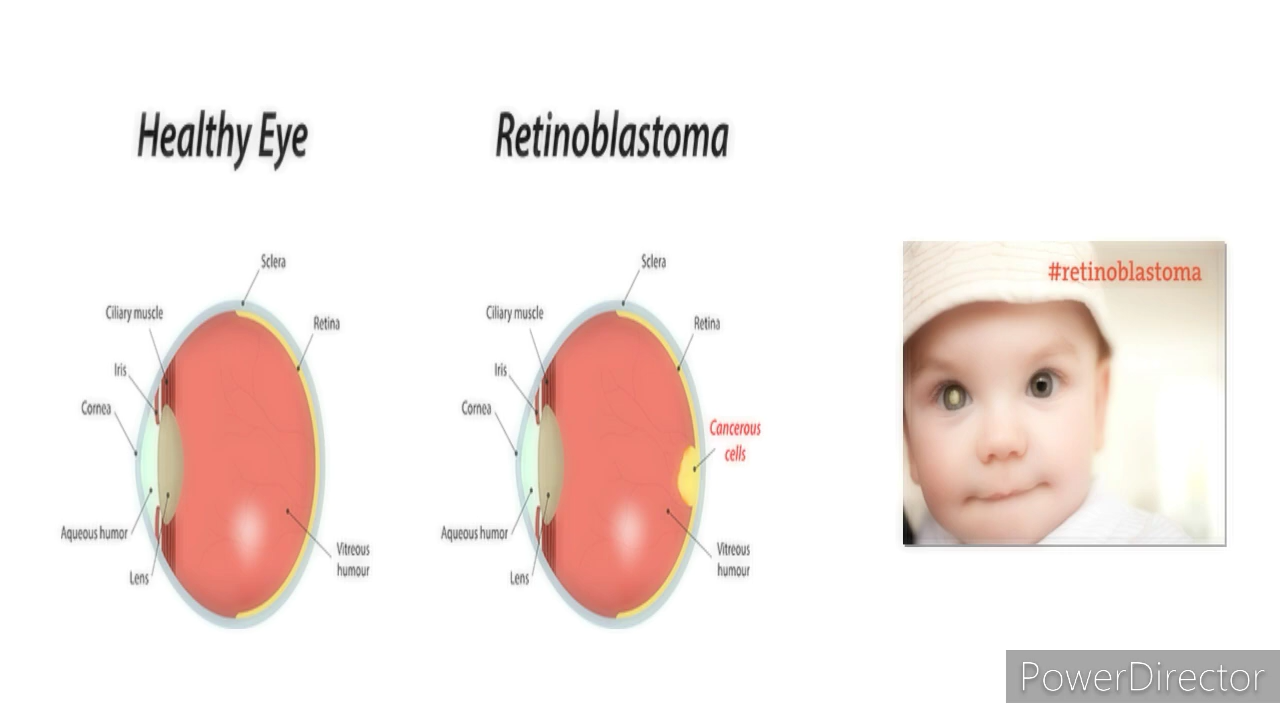 Healthy Eye
Sclera
Ciliary muscle
Retina
Iris
Cornea
Aqueous humor
Vitreous
humour
Lens
Retinoblastoma
Sclera
Ciliary muscle
Retina
Iris
Cornea
Cancerous
cells
Aqueous humor
Vitreous
humour
Lens
#retinoblastoma
PowerDirector